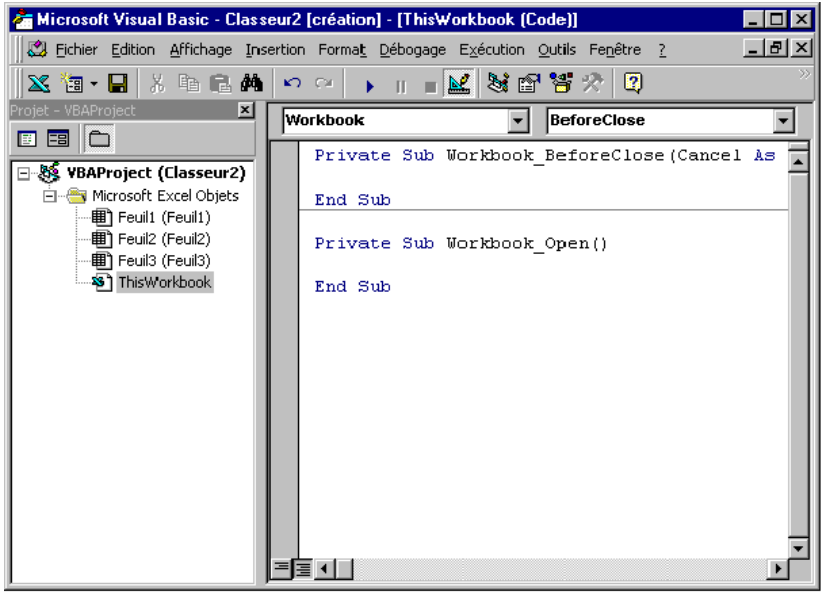 Microsoft Visual Basic - Classeur2 [création] - [ThisWorkbook (Code)]
Fichier Edition Affichage Insertion Format Débogage Exécution Outils Fenêtre ?
Projet - VBAProject
Workbook BeforeClose
VBAProject (Classeur2)
Microsoft Excel Objets
Feuil1 (Feuil1)
Feuil2 (Feuil2)
Feuil3 (Feuil3)
ThisWorkbook
Private Sub Workbook_BeforeClose(Cancel As
End Sub
Private Sub Workbook_Open()
End Sub